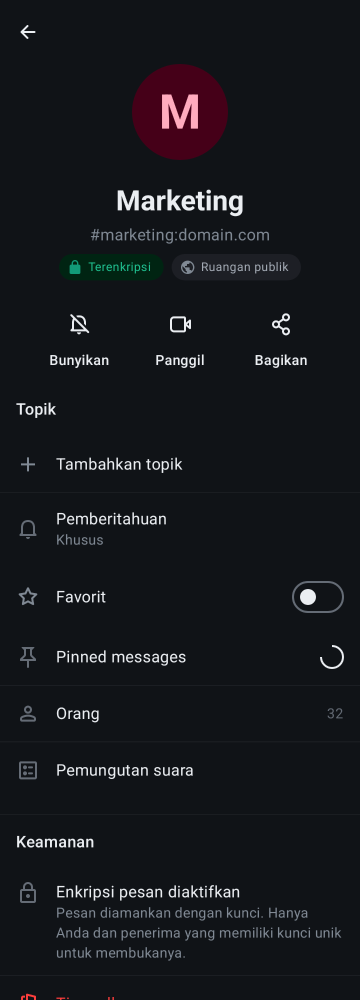 M
Marketing
#marketing:domain.com
Terenkripsi
Ruangan publik
Bunyikan
Panggil
Bagikan
Topik
Tambahkan topik
Pemberitahuan
Khusus
Favorit
Pinned messages
Orang
32
Pemungutan suara
Keamanan
Enkripsi pesan diaktifkan
Pesan diamankan dengan kunci. Hanya
Anda dan penerima yang memiliki kunci unik
untuk membukanya.